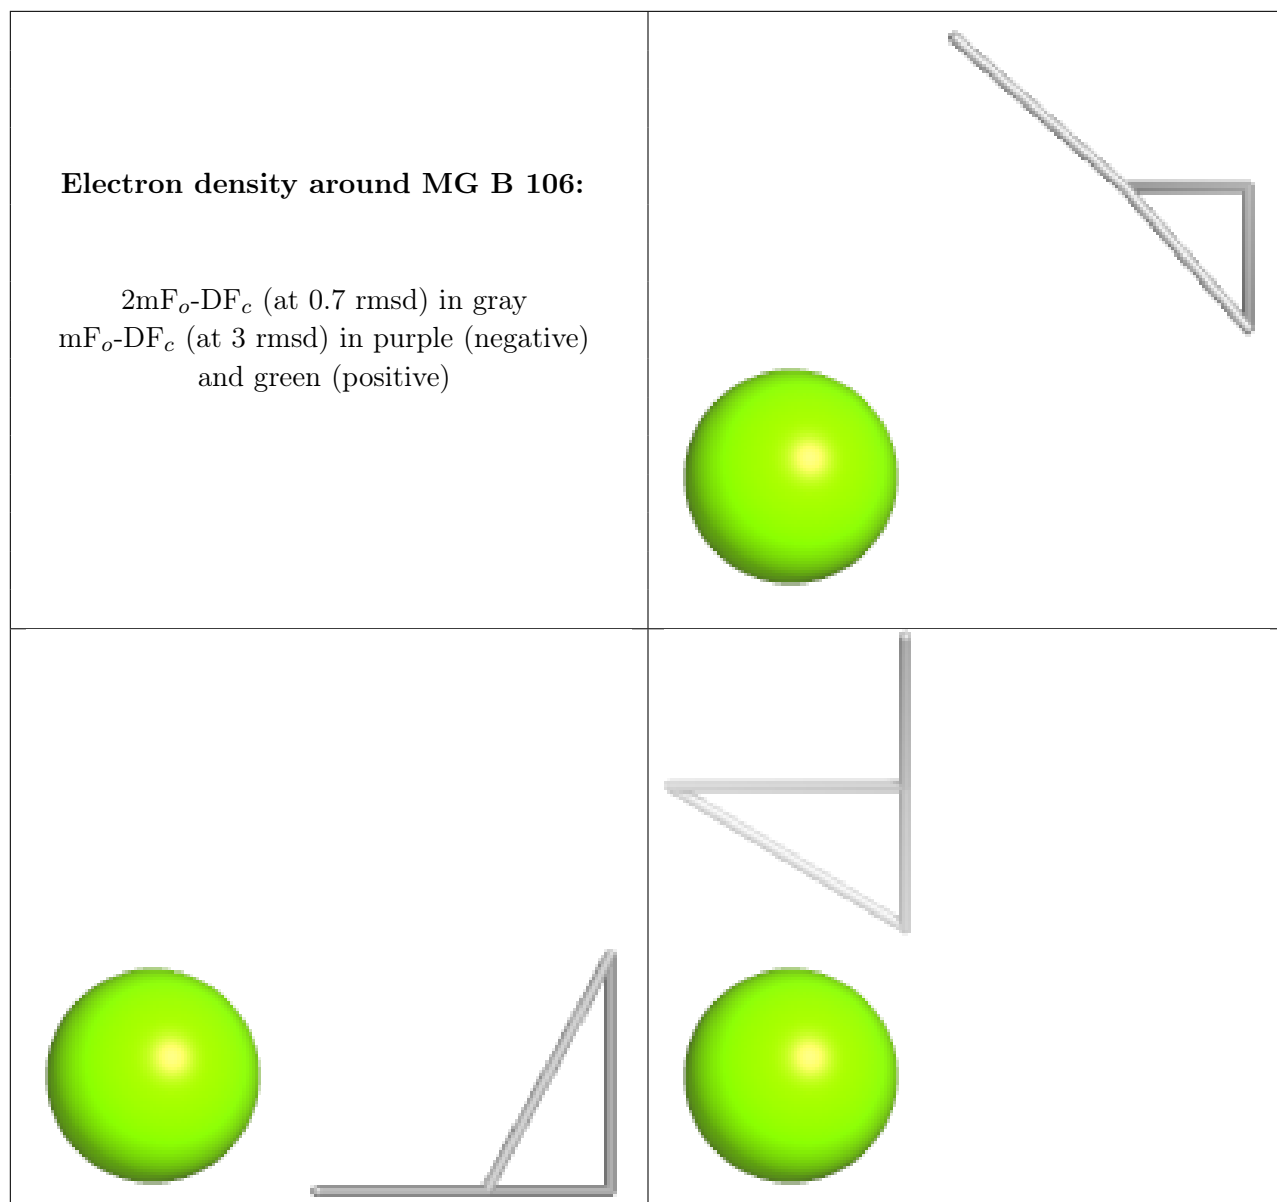 Electron density around MG B 106:
2mFo-DFc (at 0.7 rmsd) in gray
mFo-DFc (at 3 rmsd) in purple (negative)
and green (positive)